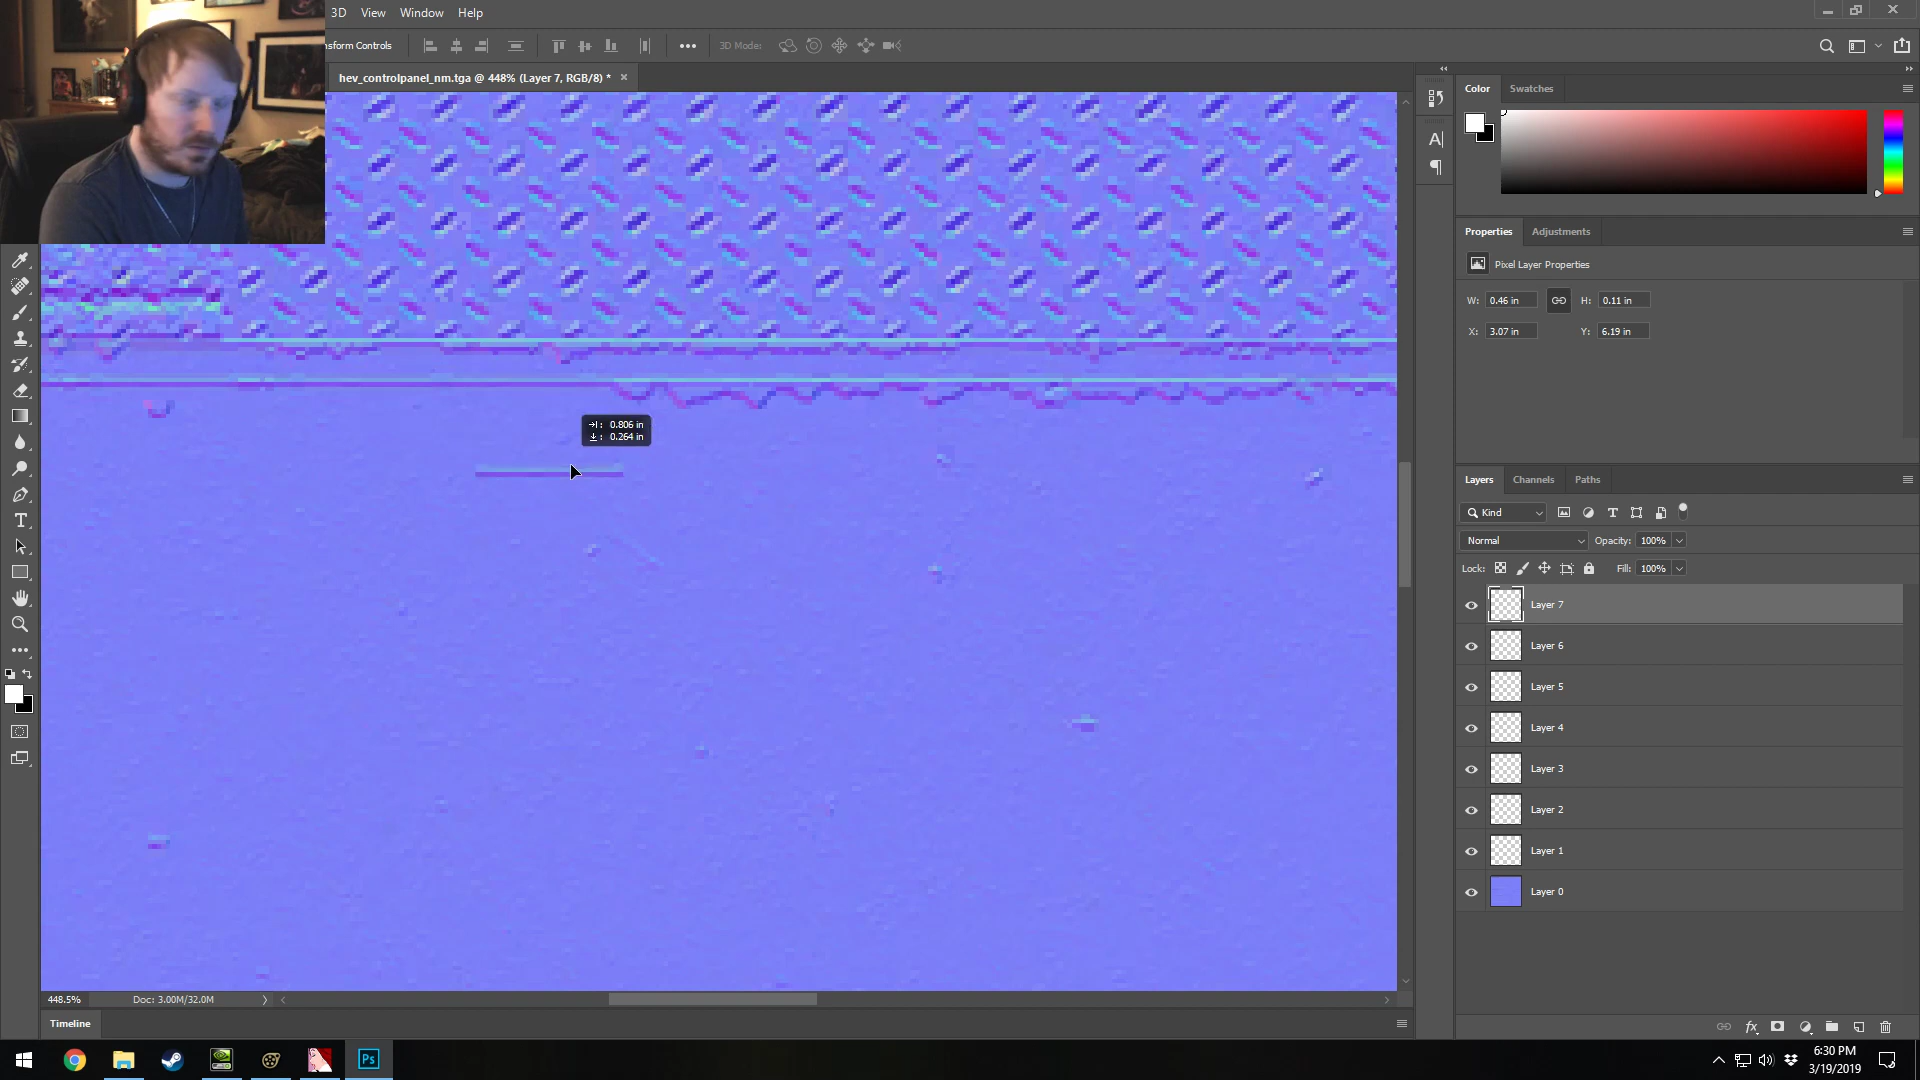 3D View Window Help
nsform Controls
3D Mode:
hev_controlpanel_nm.tga @ 448% (Layer 7, RGB/8) *
Color Swatches
Properties Adjustments
Pixel Layer Properties
W: 0.46 in H: 0.11 in
X: 3.07 in Y: 6.19 in
: 0.806 in
: 0.264 in
Layers Channels Paths
Kind
Normal Opacity: 100%
Lock: Fill: 100%
Layer 7
Layer 6
Layer 5
Layer 4
Layer 3
Layer 2
Layer 1
Layer 0
448.5% Doc: 3.00M/32.0M
Timeline
fx
Ps
6:30 PM
3/19/2019